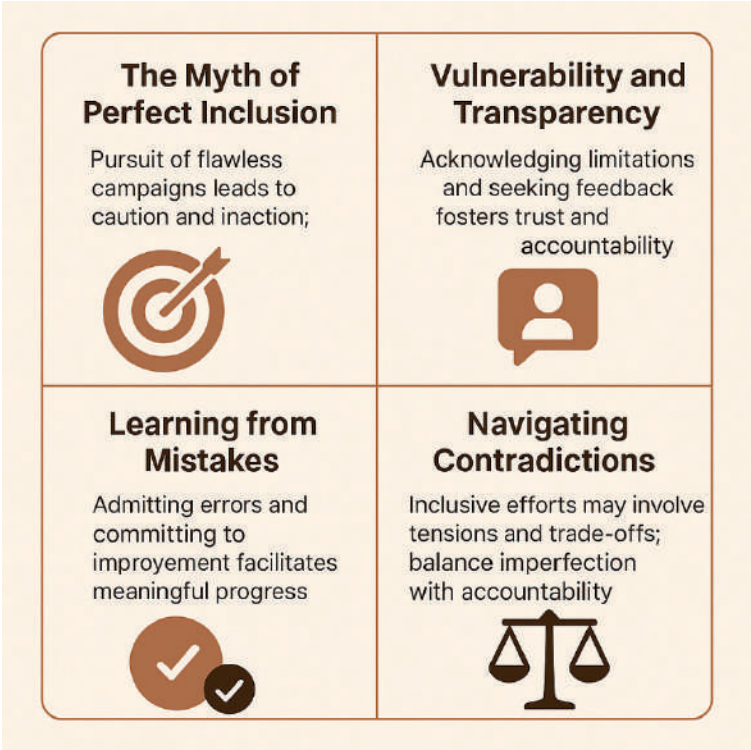 The Myth of
Perfect Inclusion
Pursuit of flawless
campaigns leads to
caution and inaction;
Vulnerability and
Transparency
Acknowledging limitations
and seeking feedback
fosters trust and
accountability
Learning from
Mistakes
Admitting errors and
committing to
improyement facilitates
meaningful progress
Navigating
Contradictions
Inclusive efforts may involve
tensions and trade-offs;
balance imperfection
with accountability